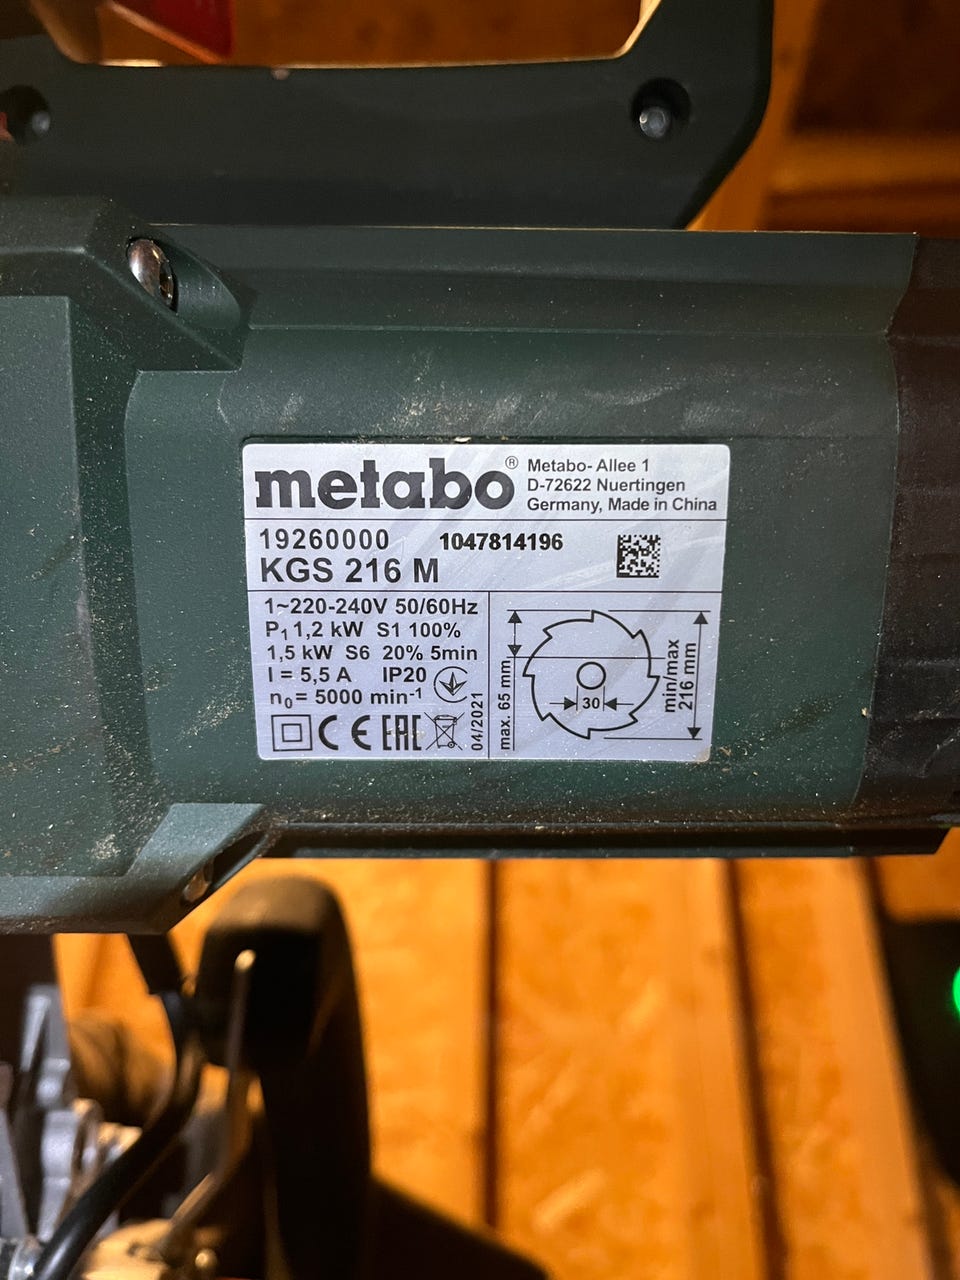 metabo®
Metabo- Allee 1
D-72622 Nuertingen
Germany, Made in China
19260000 1047814196
KGS 216 M
1~220-240V 50/60Hz
P₁ 1,2 kW S1 100%
1,5 kW S6 20% 5min
I = 5,5 A IP20
n₀ = 5000 min⁻¹
CE EAC
04/2021
max. 65 mm
30
min/max
216 mm